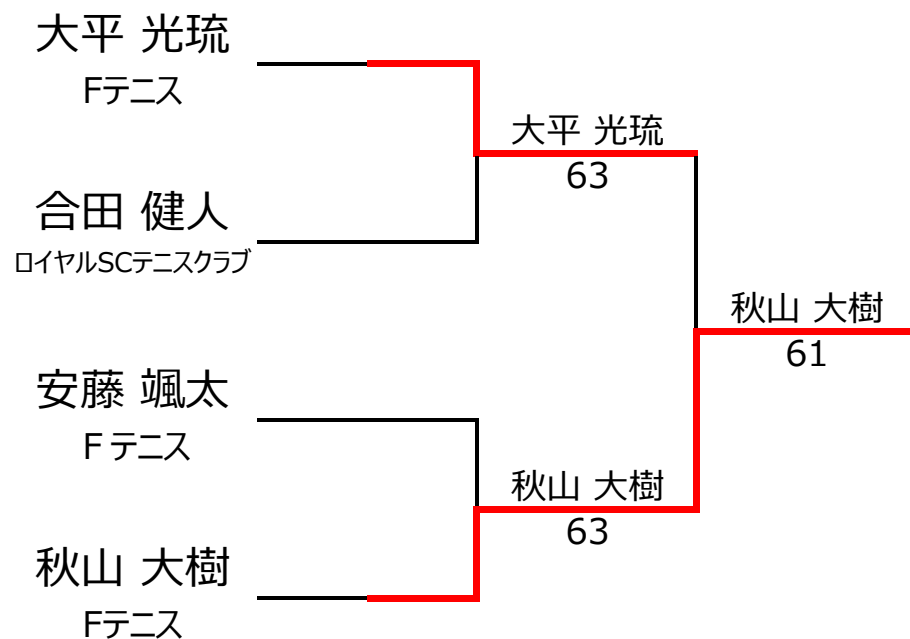 大平 光琉
Fテニス
大平 光琉
63
合田 健人
ロイヤルSCテニスクラブ
秋山 大樹
61
安藤 颯太
Ｆテニス
秋山 大樹
63
秋山 大樹
Fテニス